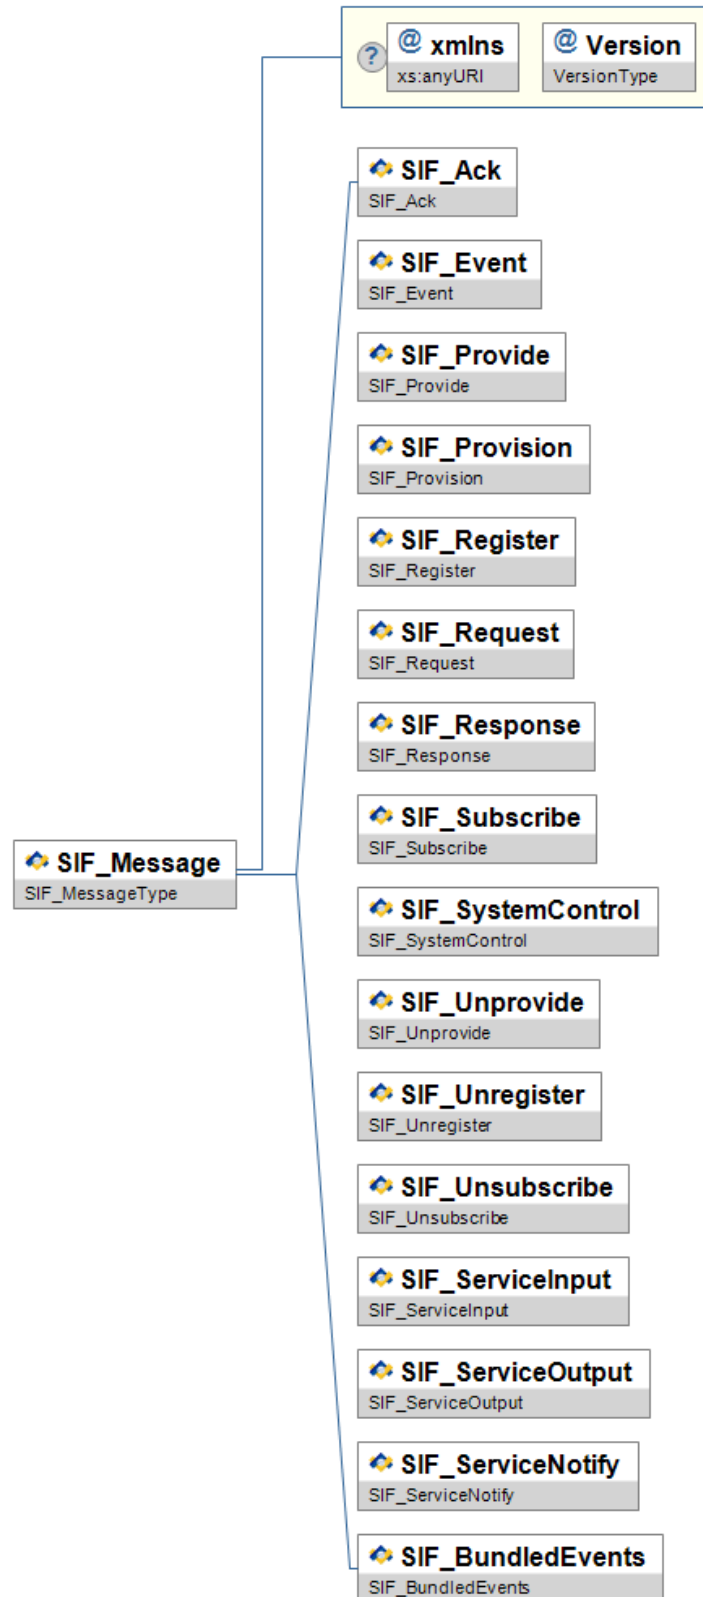 @ xmlns
@ Version
?
xs:anyURI
VersionType
SIF_Ack
SIF_Ack
SIF_Event
SIF_Event
SIF_Provide
SIF_Provide
SIF_Provision
SIF_Provision
SIF_Register
SIF_Register
SIF_Request
SIF_Request
SIF_Response
SIF_Response
SIF_Subscribe
SIF_Subscribe
SIF_Message
SIF_MessageType
SIF_SystemControl
SIF_SystemControl
SIF_Unprovide
SIF_Unprovide
SIF_Unregister
SIF_Unregister
SIF_Unsubscribe
SIF_Unsubscribe
SIF_ServiceInput
SIF_ServiceInput
SIF_ServiceOutput
SIF_ServiceOutput
SIF_ServiceNotify
SIF_ServiceNotify
SIF_BundledEvents
SIF_BundledEvents